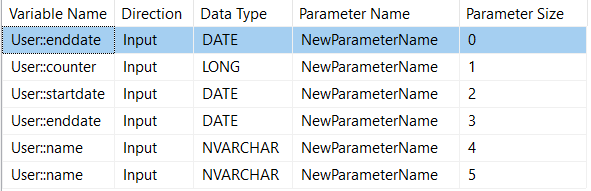 Variable Name Direction Data Type Parameter Name Parameter Size
User::enddate Input DATE NewParameterName 0
User::counter Input LONG NewParameterName 1
User::startdate Input DATE NewParameterName 2
User::enddate Input DATE NewParameterName 3
User::name Input NVARCHAR NewParameterName 4
User::name Input NVARCHAR NewParameterName 5